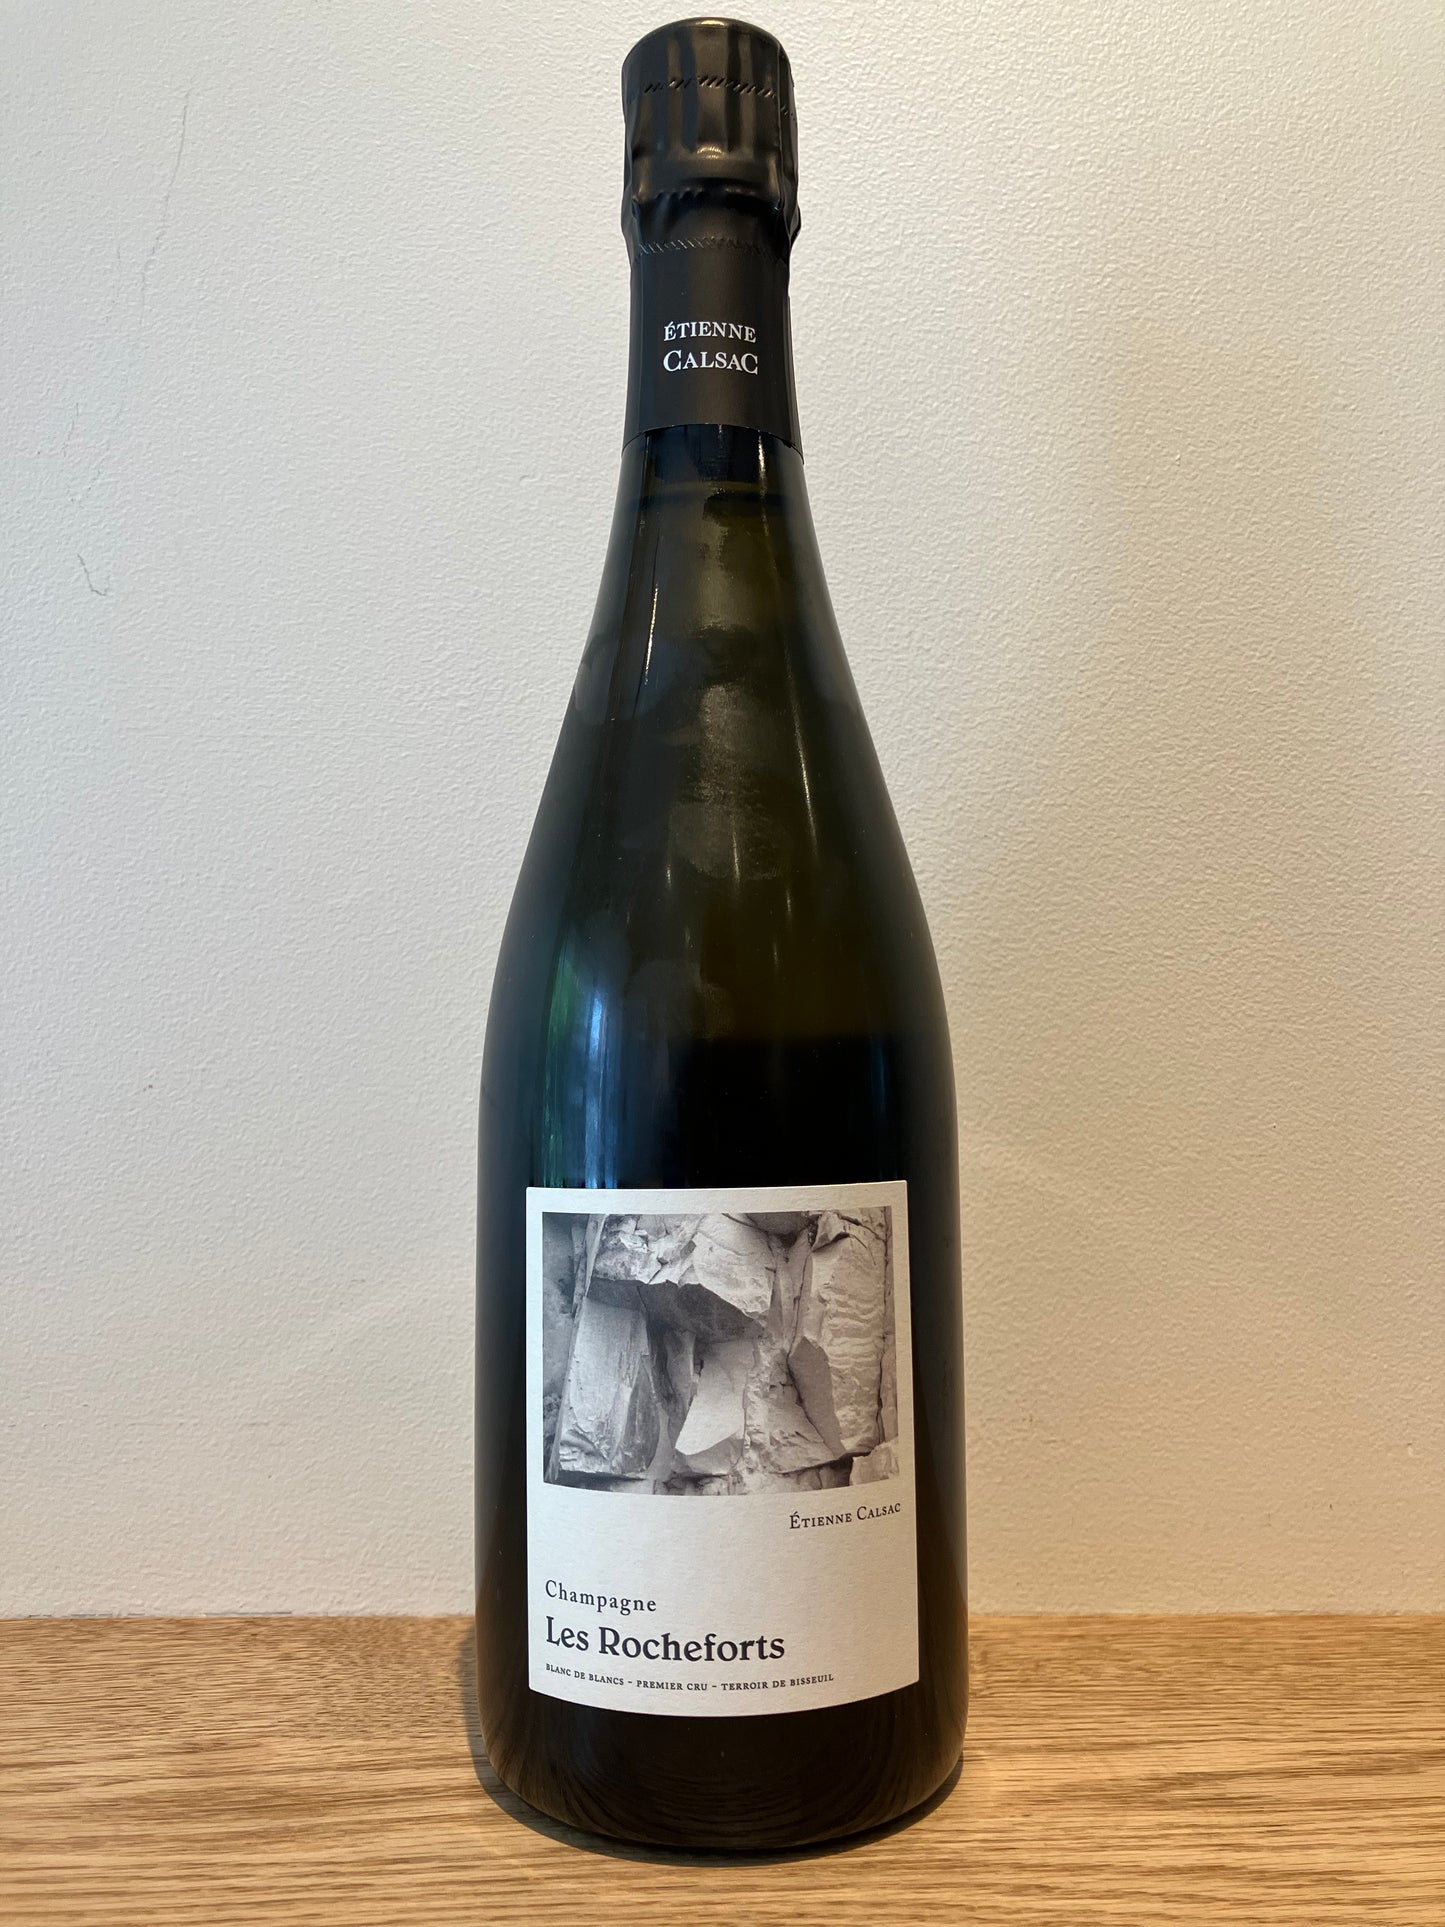 ÉTIENNE
CALSAC
ÉTIENNE CALSAC
Champagne
Les Rocheforts
BLANC DE BLANCS - PREMIER CRU - TERROIR DE BISSEUIL